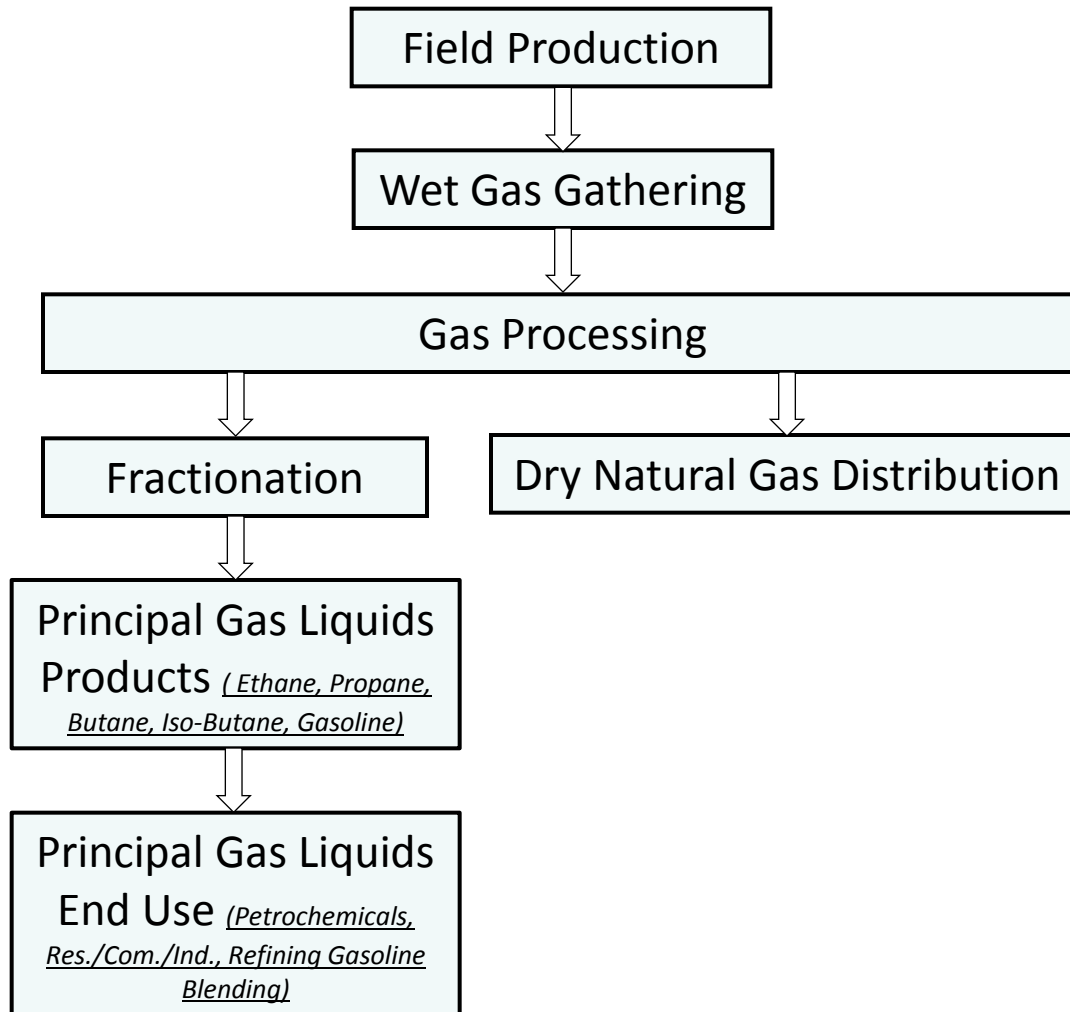 Field Production
Wet Gas Gathering
Gas Processing
Fractionation
Dry Natural Gas Distribution
Principal Gas Liquids
Products ( Ethane, Propane,
Butane, Iso-Butane, Gasoline)
Principal Gas Liquids
End Use (Petrochemicals,
Res./Com./Ind., Refining Gasoline
Blending)